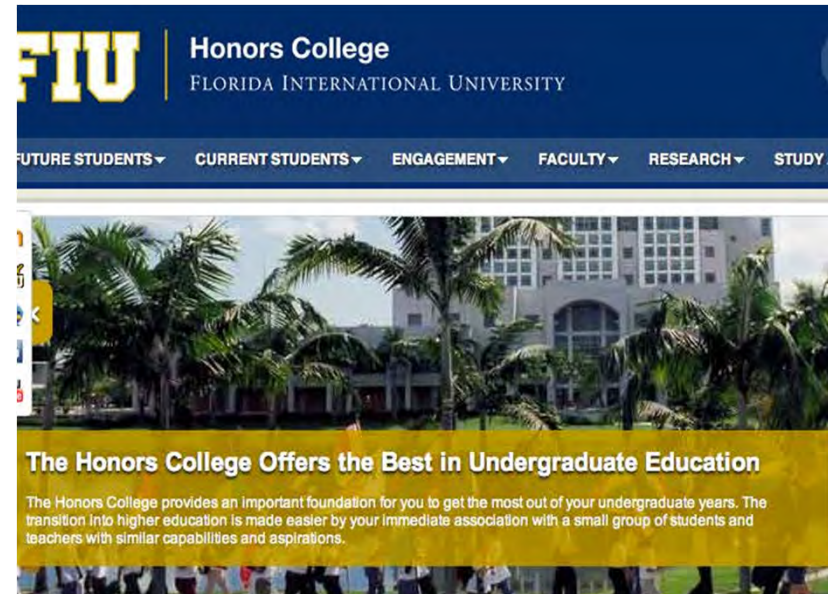 FIU
Honors College
FLORIDA INTERNATIONAL UNIVERSITY
FUTURE STUDENTS CURRENT STUDENTS ENGAGEMENT FACULTY RESEARCH STUDY
The Honors College Offers the Best in Undergraduate Education
The Honors College provides an important foundation for you to get the most out of your undergraduate years. The
transition into higher education is made easier by your immediate association with a small group of students and
teachers with similar capabilities and aspirations.